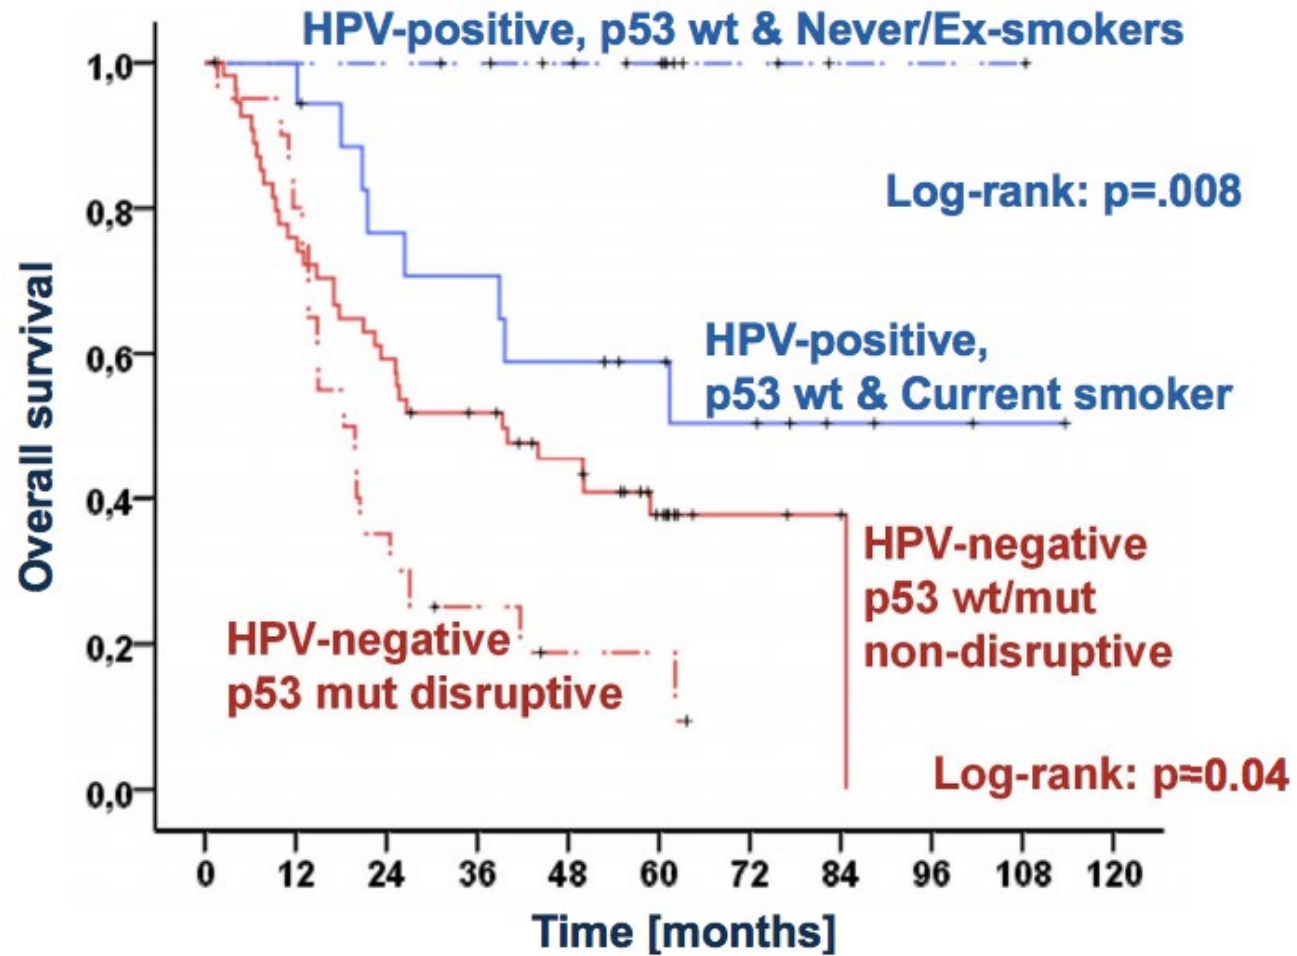 HPV-positive, p53 wt & Never/Ex-smokers
1,0
Log-rank: p=.008
0,8
HPV-positive,
p53 wt & Current smoker
0,6
Overall survival
0,4
HPV-negative
p53 wt/mut
non-disruptive
HPV-negative
p53 mut disruptive
0,2
Log-rank: p=0.04
0,0
0 12 24 36 48 60 72 84 96 108 120
Time [months]